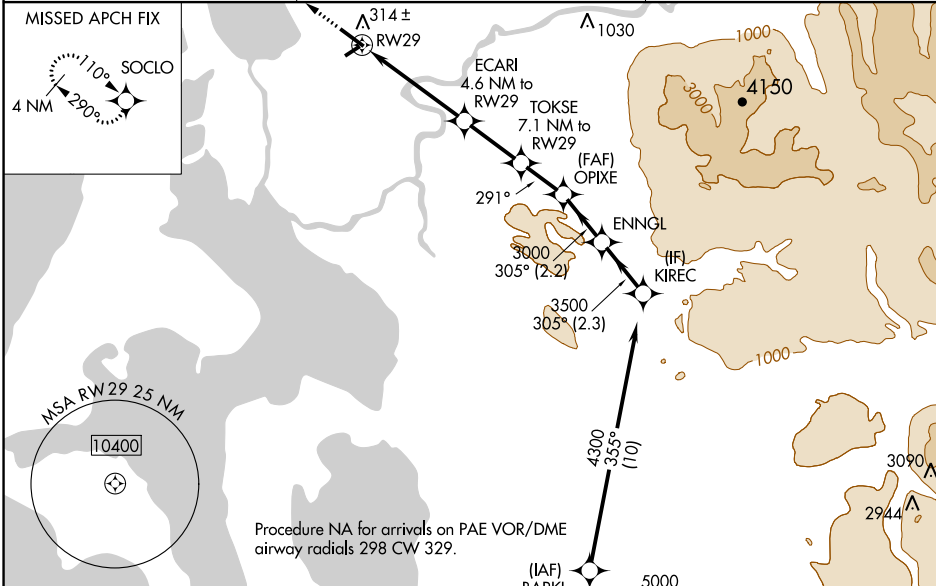 MISSED APCH FIX
110°
SOCLO
4 NM
290°
314 ±
RW29
1030
1000
3000
4150
ECARI
4.6 NM to
RW29
TOKSE
7.1 NM to
RW29
(FAF)
OPIXE
291°
ENNGL
3000
305° (2.2)
(IF)
KIREC
3500
305° (2.3)
1000
MSA RW29 25 NM
10400
4300
355°
(10)
3090
2944
Procedure NA for arrivals on PAE VOR/DME
airway radials 298 CW 329.
(IAF)
5000